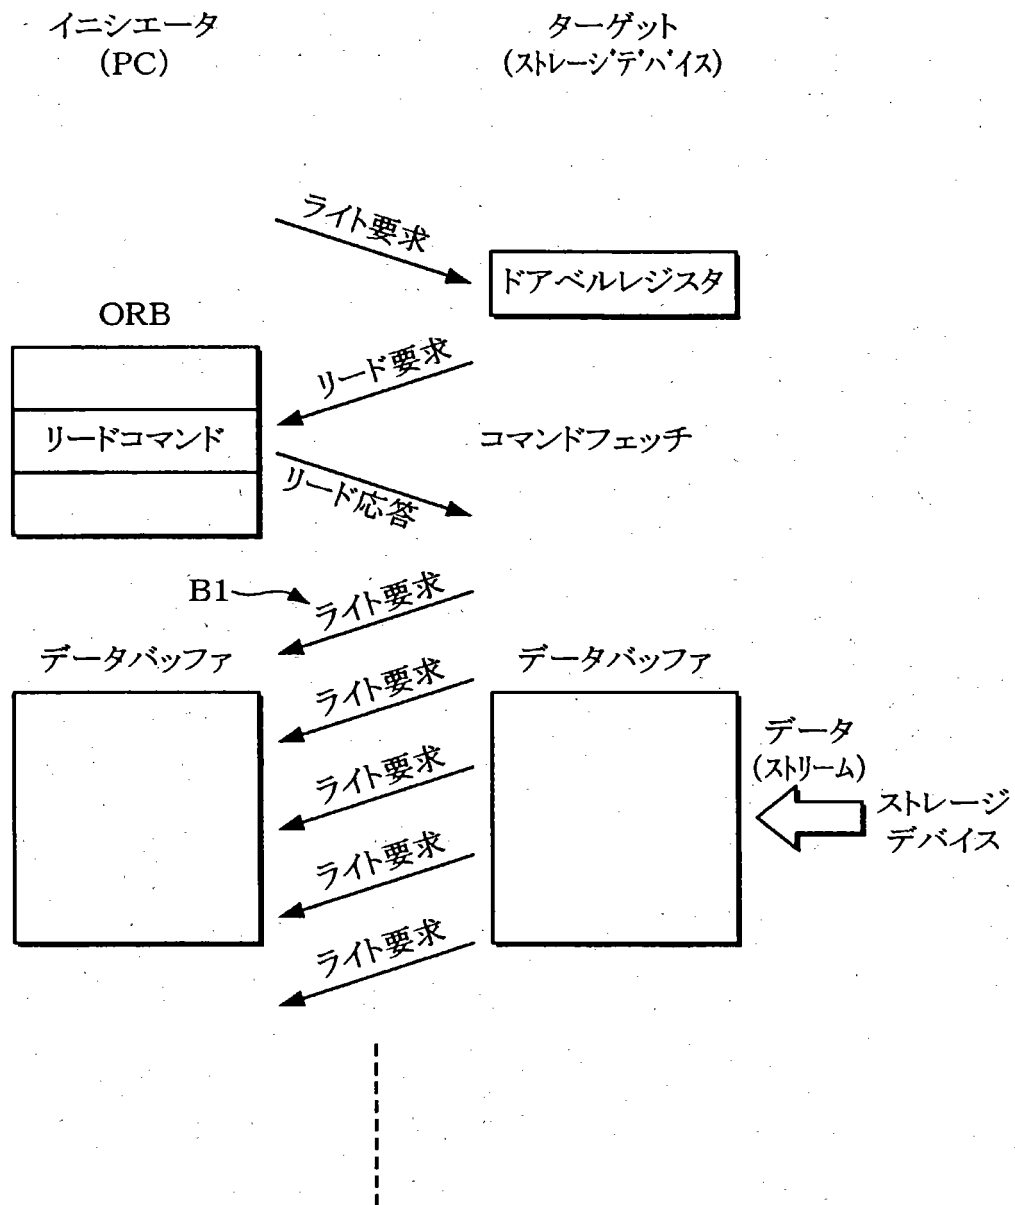 イニシエータ
(PC)
ターゲット
(ストレージデバイス)
ライト要求
ドアベルレジスタ
ORB
リード要求
リードコマンド
コマンドフェッチ
リード応答
B1
ライト要求
データバッファ
データバッファ
ライト要求
データ
(ストリーム)
ライト要求
ストレージ
デバイス
ライト要求
ライト要求